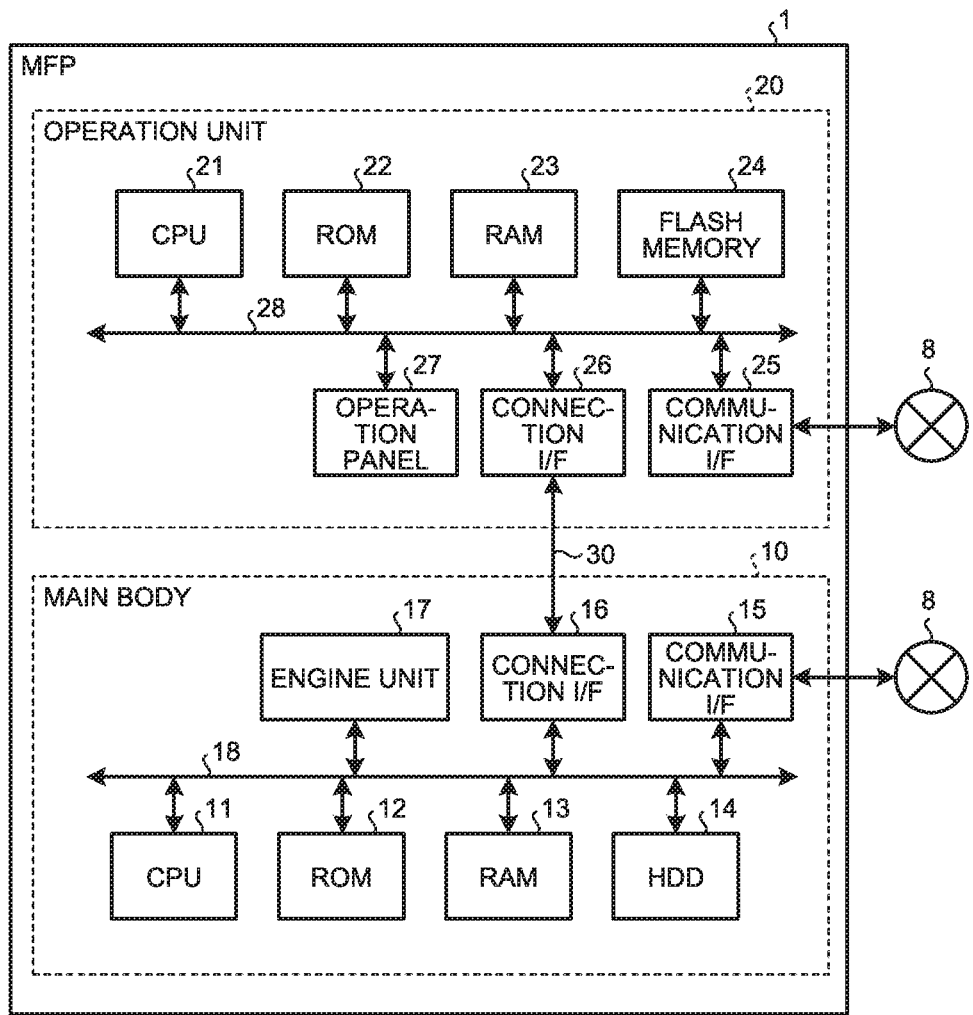 1
MFP
20
OPERATION UNIT
21
22
23
24
CPU
ROM
RAM
FLASH
MEMORY
28
27
26
25
8
OPERA-
TION
PANEL
CONNEC-
TION
I/F
COMMU-
NICATION
I/F
30
10
MAIN BODY
17
16
15
8
ENGINE UNIT
CONNEC-
TION I/F
COMMU-
NICATION
I/F
18
11
12
13
14
CPU
ROM
RAM
HDD